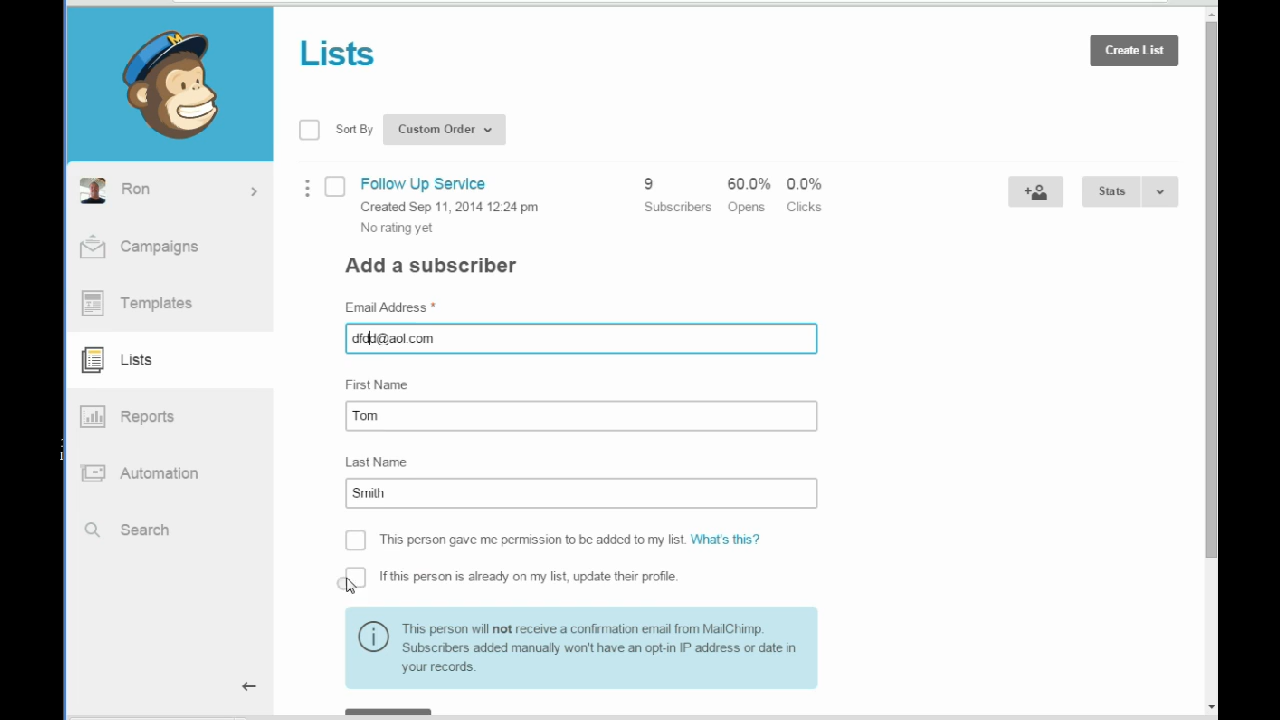 Lists
Create List
Sort By Custom Order
Follow Up Service 9 60.0% 0.0% Stats
Created Sep 11, 2014 12:24 pm Subscribers Opens Clicks
No rating yet
Ron
Campaigns
Templates
Lists
Reports
Automation
Search
Add a subscriber
Email Address *
dfdd@aol.com
First Name
Tom
Last Name
Smith
This person gave me permission to be added to my list. What's this?
If this person is already on my list, update their profile.
This person will not receive a confirmation email from MailChimp.
Subscribers added manually won't have an opt-in IP address or date in
your records.